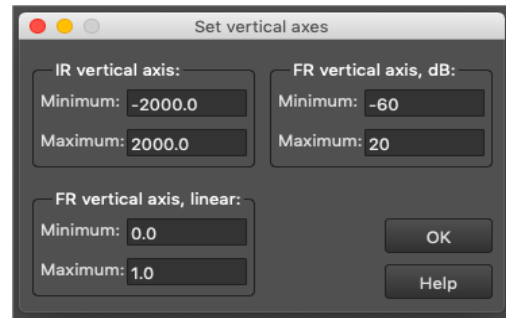 Set vertical axes
IR vertical axis:
Minimum: -2000.0
Maximum: 2000.0
FR vertical axis, dB:
Minimum: -60
Maximum: 20
FR vertical axis, linear:
Minimum: 0.0
Maximum: 1.0
OK
Help